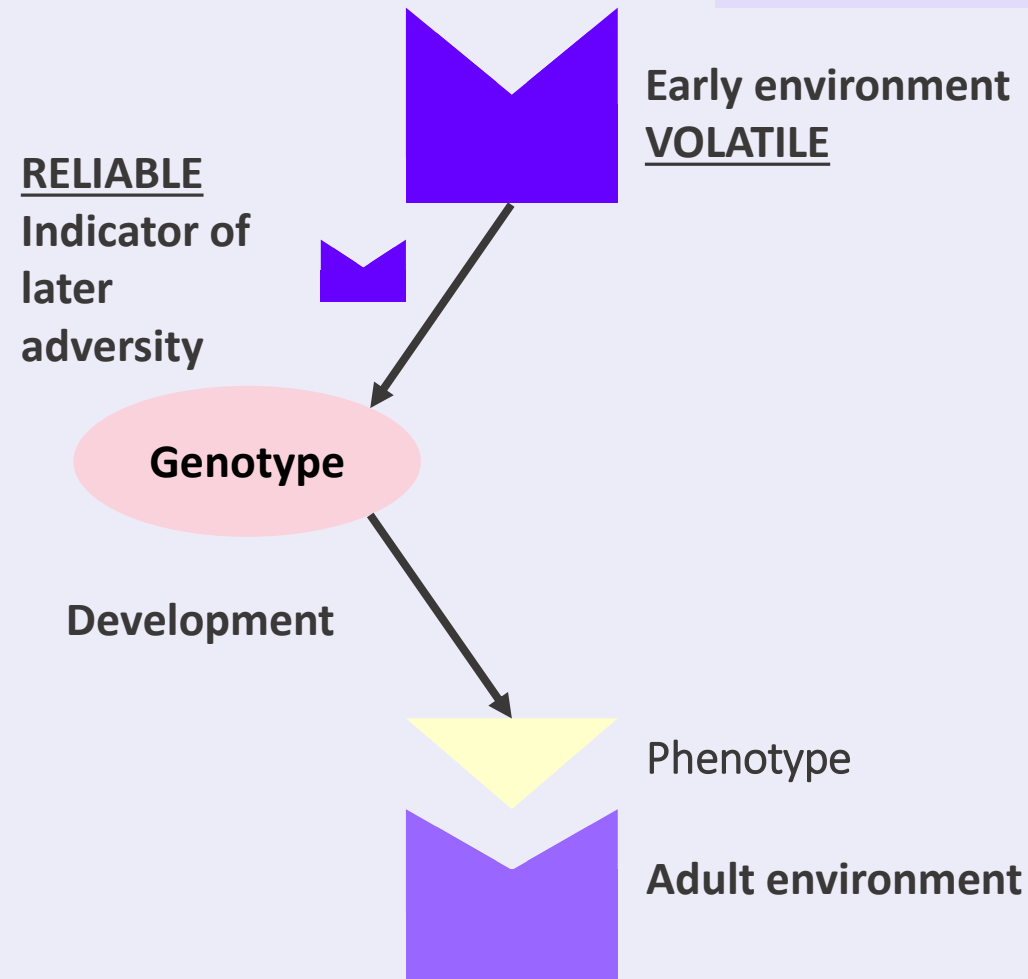 Early environment
VOLATILE
RELIABLE
Indicator of
later
adversity
Genotype
Development
Phenotype
Adult environment